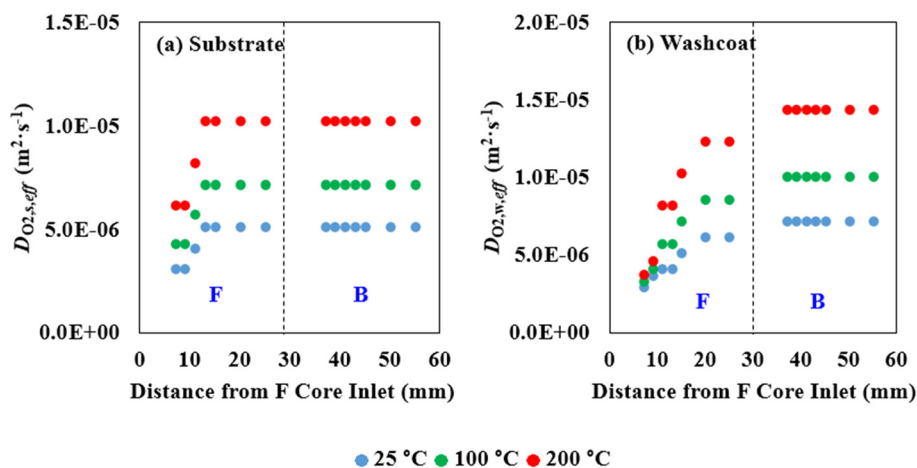 (a) Substrate
D_O2,s,eff (m²·s⁻¹)
1.5E-05
1.0E-05
5.0E-06
0.0E+00
F
B
0 10 20 30 40 50 60
Distance from F Core Inlet (mm)
(b) Washcoat
D_O2,w,eff (m²·s⁻¹)
2.0E-05
1.5E-05
1.0E-05
5.0E-06
0.0E+00
F
B
0 10 20 30 40 50 60
Distance from F Core Inlet (mm)
25 °C 100 °C 200 °C